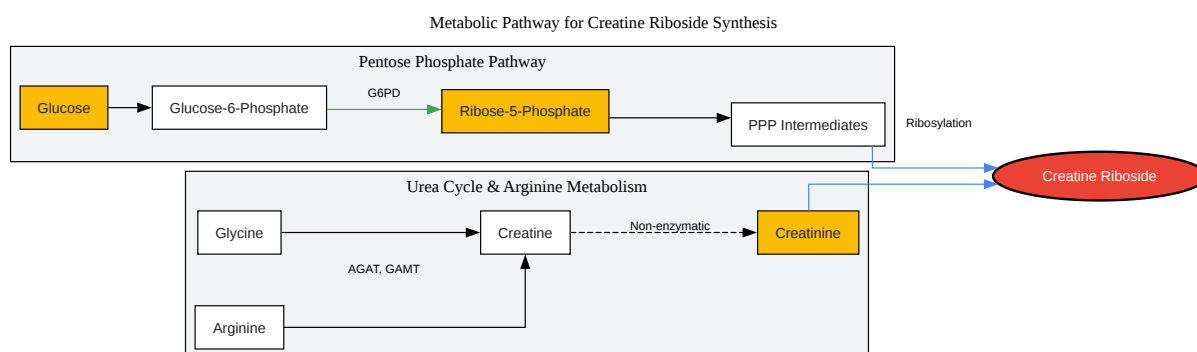 Metabolic Pathway for Creatine Riboside Synthesis
Pentose Phosphate Pathway
Glucose
Glucose-6-Phosphate
G6PD
Ribose-5-Phosphate
PPP Intermediates
Ribosylation
Creatine Riboside
Urea Cycle & Arginine Metabolism
Glycine
Creatine
Non-enzymatic
Creatinine
AGAT, GAMT
Arginine